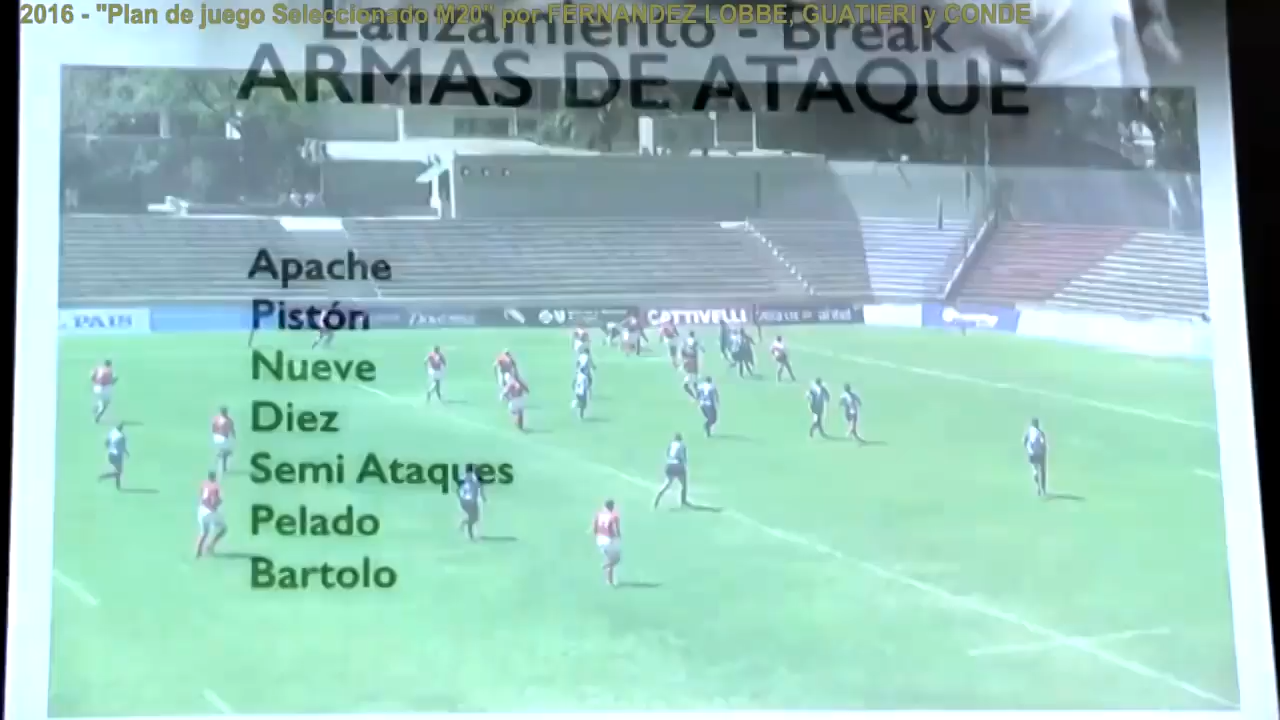 2016 - "Plan de juego Seleccionado M20" por FERNANDEZ LOBBE, GUATIERI y CONDE
Lanzamiento - Break
ARMAS DE ATAQUE
Apache
Pistón
Nueve
Diez
Semi Ataques
Pelado
Bartolo
PAIS
CATTIVELLI